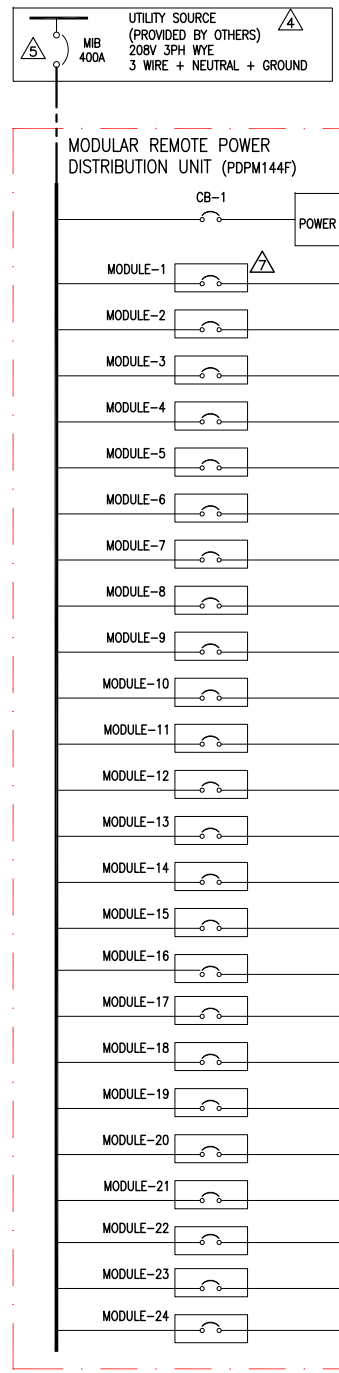 UTILITY SOURCE
(PROVIDED BY OTHERS)
208V 3PH WYE
3 WIRE + NEUTRAL + GROUND
4
5
MIB
400A
MODULAR REMOTE POWER
DISTRIBUTION UNIT (PDPM144F)
CB-1
POWER
MODULE-1
7
MODULE-2
MODULE-3
MODULE-4
MODULE-5
MODULE-6
MODULE-7
MODULE-8
MODULE-9
MODULE-10
MODULE-11
MODULE-12
MODULE-13
MODULE-14
MODULE-15
MODULE-16
MODULE-17
MODULE-18
MODULE-19
MODULE-20
MODULE-21
MODULE-22
MODULE-23
MODULE-24